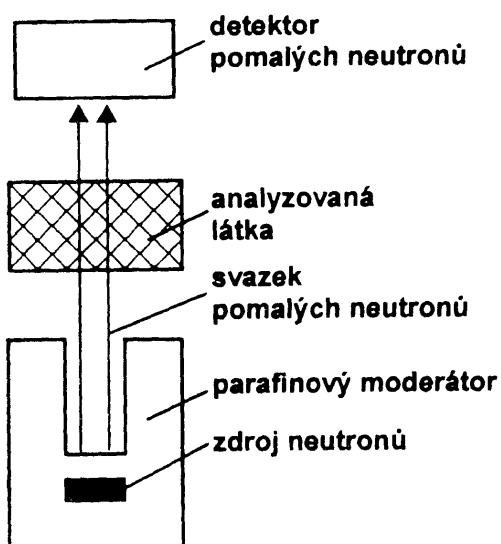 detektor
pomalých neutronů
analyzovaná
látka
svazek
pomalých neutronů
parafinový moderátor
zdroj neutronů